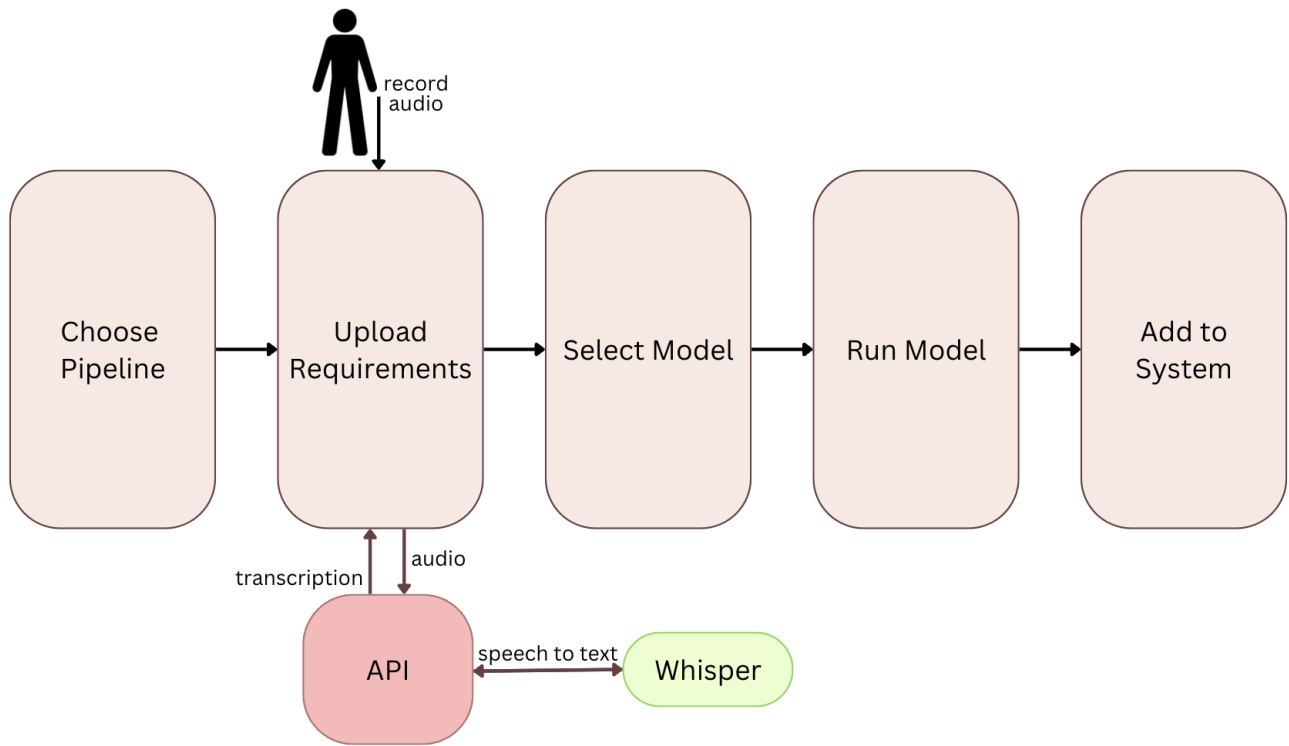 record
audio
Choose
Pipeline
Upload
Requirements
Select Model
Run Model
Add to
System
transcription
audio
API
speech to text
Whisper